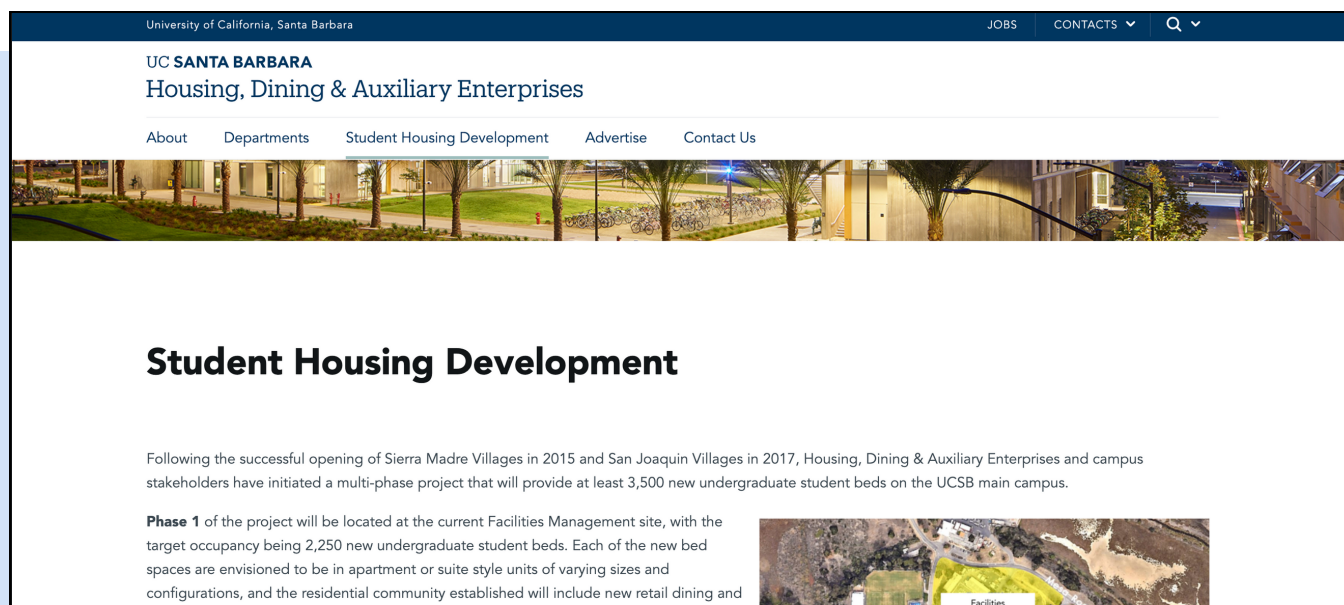 University of California, Santa Barbara
JOBS
CONTACTS
UC SANTA BARBARA
Housing, Dining & Auxiliary Enterprises
About
Departments
Student Housing Development
Advertise
Contact Us
Student Housing Development
Following the successful opening of Sierra Madre Villages in 2015 and San Joaquin Villages in 2017, Housing, Dining & Auxiliary Enterprises and campus
stakeholders have initiated a multi-phase project that will provide at least 3,500 new undergraduate student beds on the UCSB main campus.
Phase 1 of the project will be located at the current Facilities Management site, with the
target occupancy being 2,250 new undergraduate student beds. Each of the new bed
spaces are envisioned to be in apartment or suite style units of varying sizes and
configurations, and the residential community established will include new retail dining and
Facilities